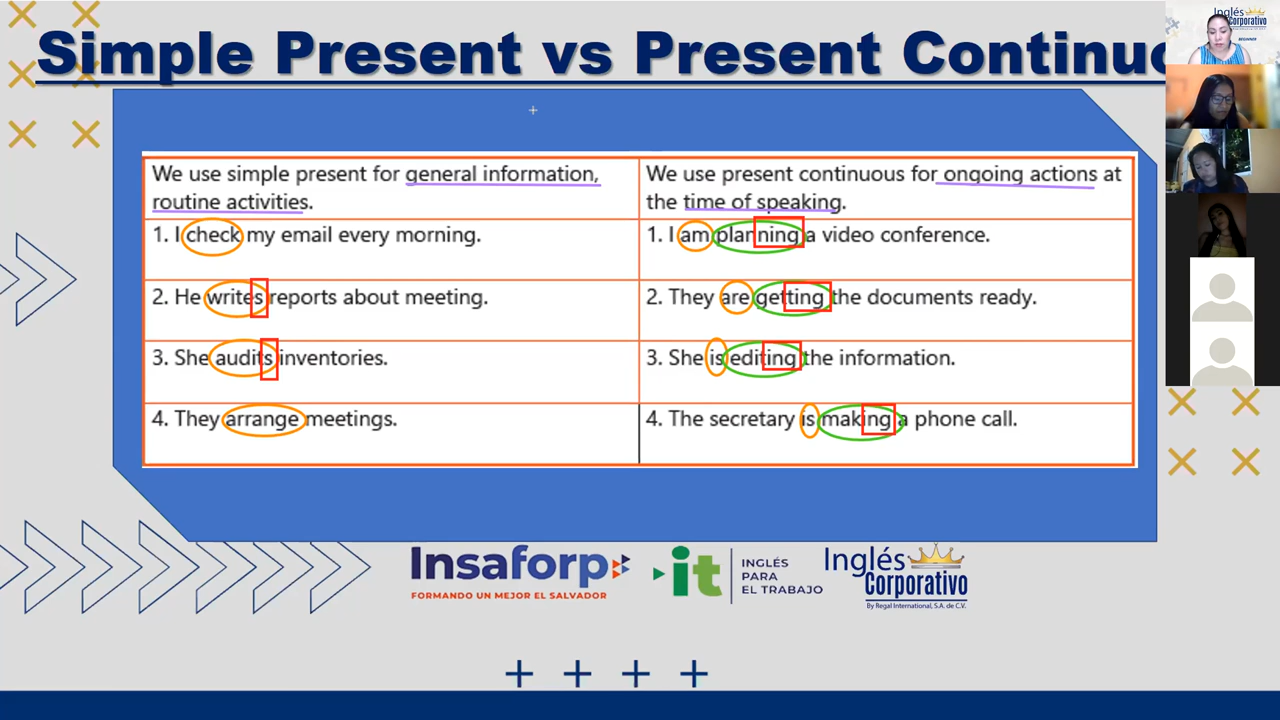 Simple Present vs Present Continuo
We use simple present for general information,
routine activities.
We use present continuous for ongoing actions at
the time of speaking.
1. I check my email every morning.
1. I am planning a video conference.
2. He writes reports about meeting.
2. They are getting the documents ready.
3. She audits inventories.
3. She is editing the information.
4. They arrange meetings.
4. The secretary is making a phone call.
Insaforp
FORMANDO UN MEJOR EL SALVADOR
it
INGLÉS
PARA
EL TRABAJO
Inglés
Corporativo
By Regal International, S.A. de C.V.
Inglés
Corporativo
BEGINNER